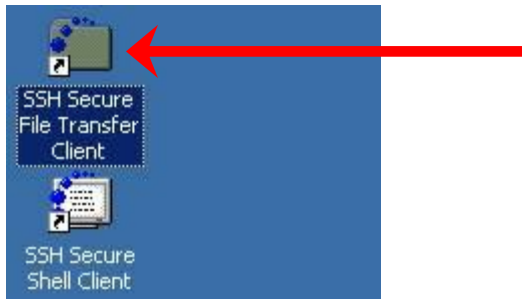 SSH Secure
File Transfer
Client
SSH Secure
Shell Client